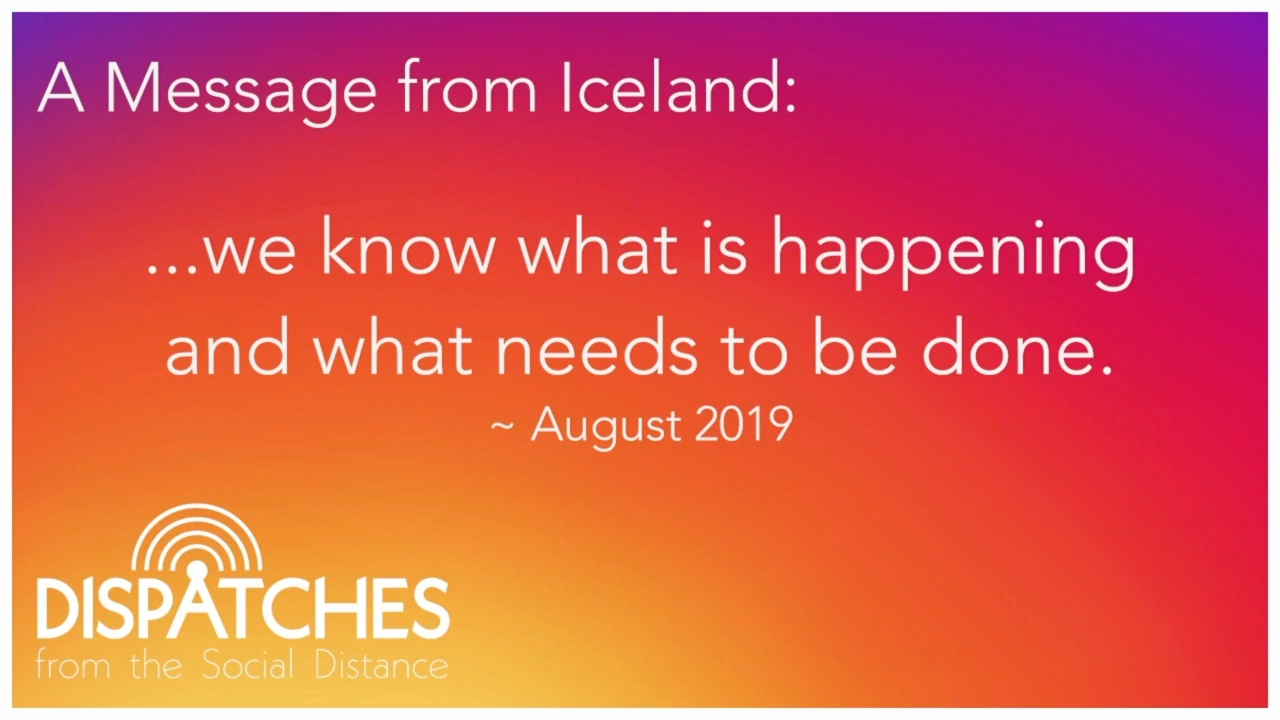 A Message from Iceland:
...we know what is happening
and what needs to be done.
~ August 2019
DISPATCHES
from the Social Distance